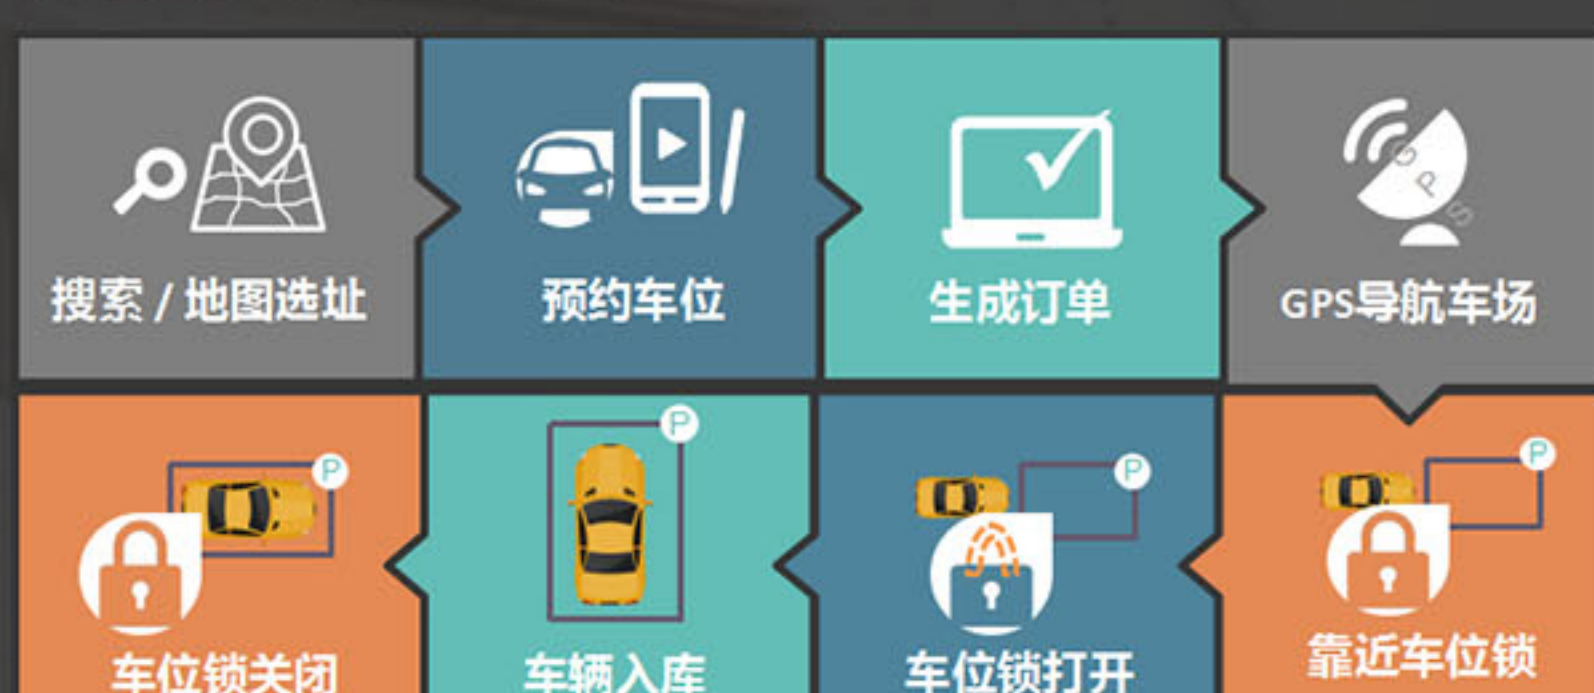 搜索 / 地图选址
预约车位
生成订单
G
P
S
GPS导航车场
P
车位锁关闭
P
车辆入库
P
车位锁打开
P
靠近车位锁